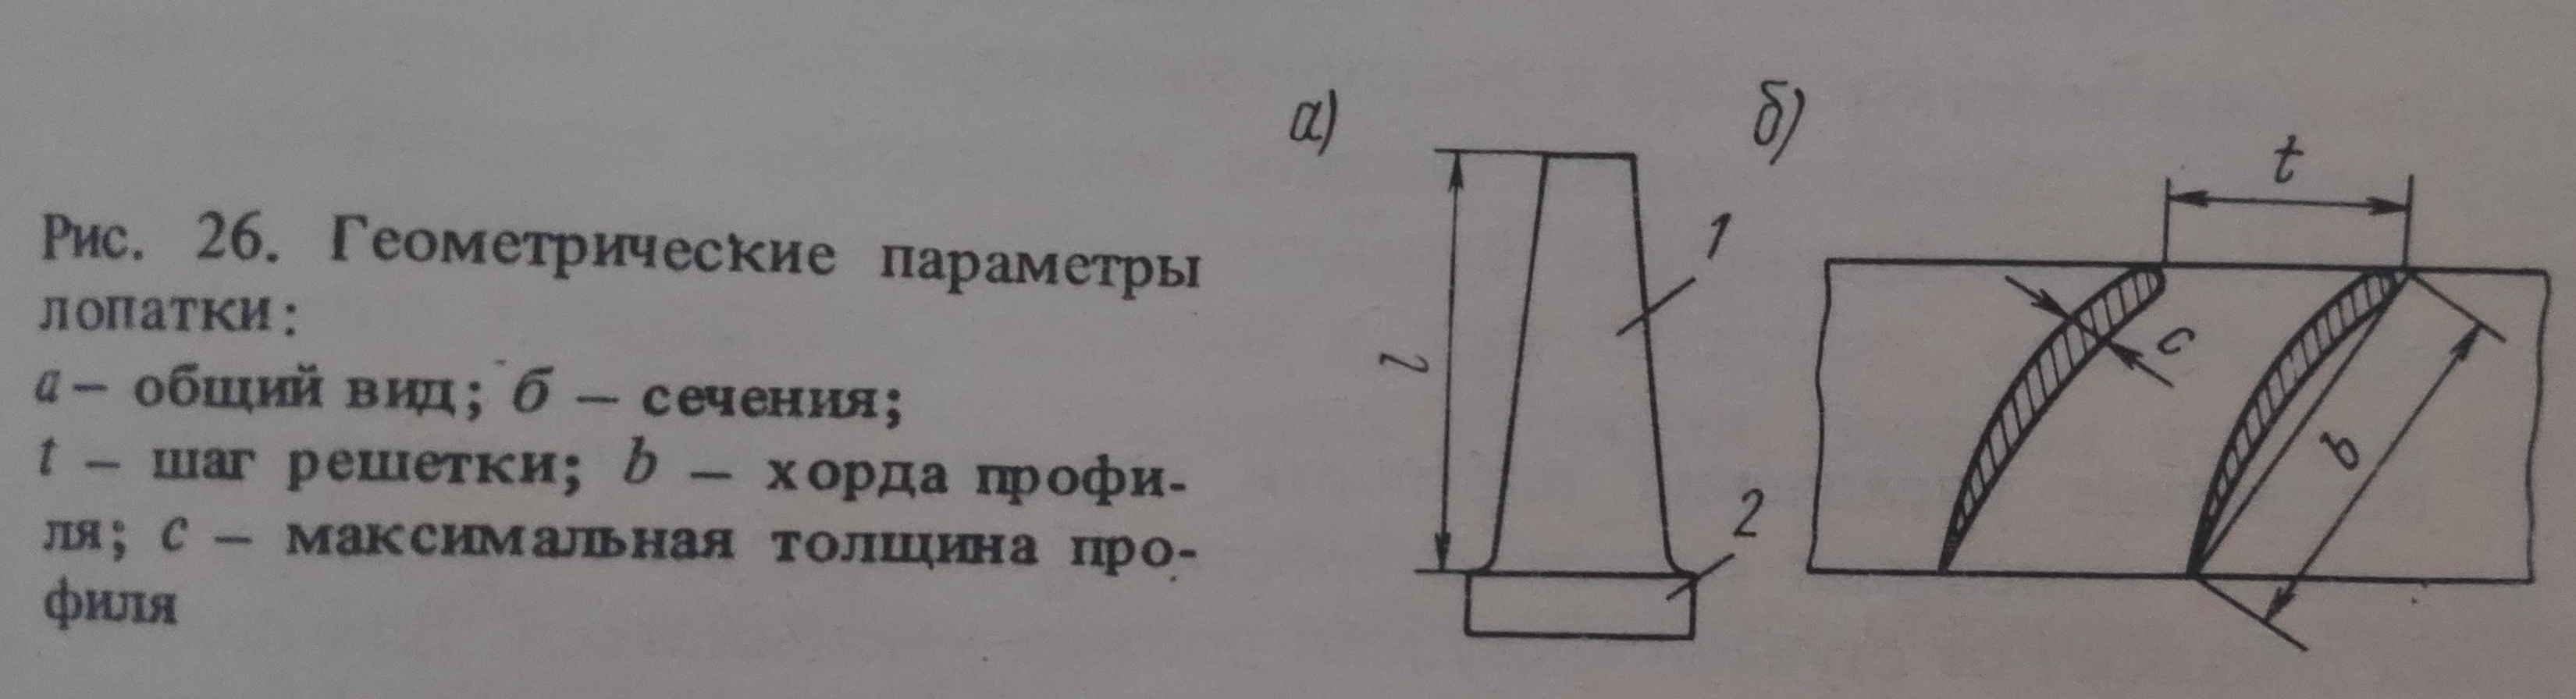 Рис. 26. Геометрические параметры
лопатки:
а — общий вид; б — сечения;
t — шаг решетки; b — хорда профи-
ля; c — максимальная толщина про-
филя
а)
б)
t
1
c
l
b
2